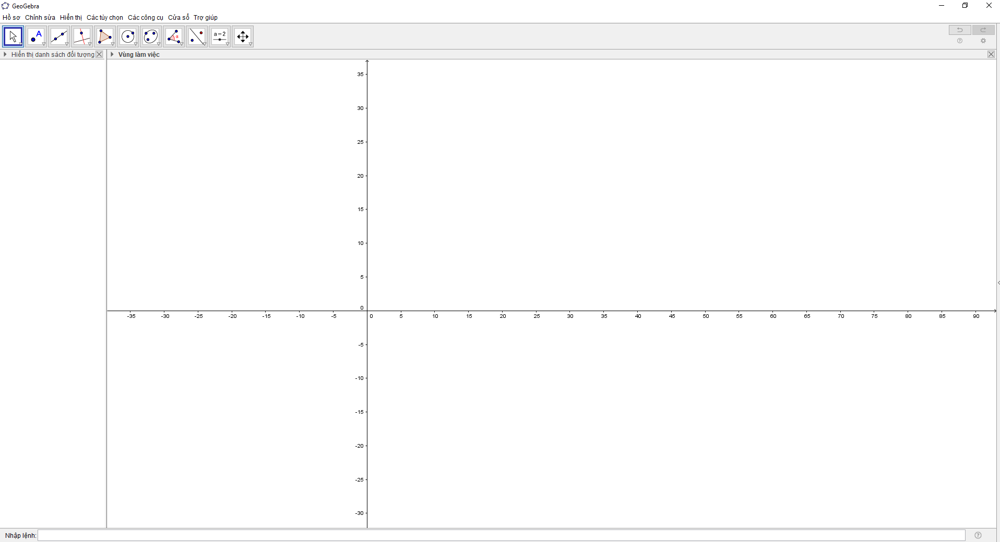 GeoGebra
Hồ sơ Chỉnh sửa Hiển thị Các tùy chọn Các công cụ Cửa sổ Trợ giúp
A α a=2
Hiển thị danh sách đối tượng Vùng làm việc
35
30
25
20
15
10
5
0
-35 -30 -25 -20 -15 -10 -5 0 5 10 15 20 25 30 35 40 45 50 55 60 65 70 75 80 85 90
-5
-10
-15
-20
-25
-30
Nhập lệnh: